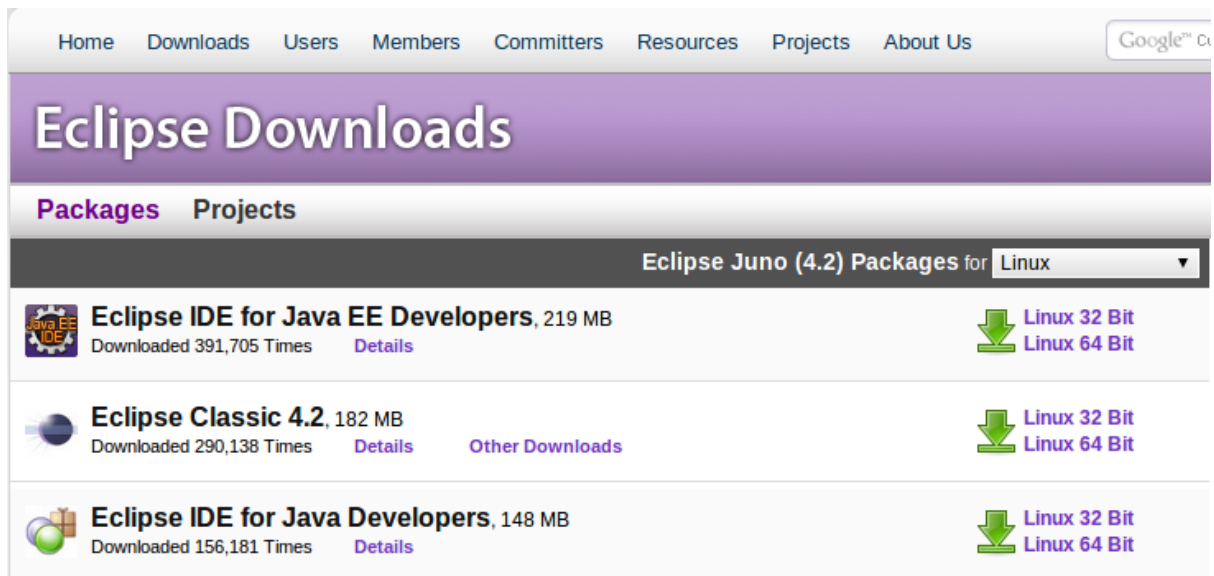 Home Downloads Users Members Committers Resources Projects About Us Google™
Eclipse Downloads
Packages Projects
Eclipse Juno (4.2) Packages for Linux
Java EE
IDE
Eclipse IDE for Java EE Developers, 219 MB
Downloaded 391,705 Times Details
Linux 32 Bit
Linux 64 Bit
Eclipse Classic 4.2, 182 MB
Downloaded 290,138 Times Details Other Downloads
Linux 32 Bit
Linux 64 Bit
Eclipse IDE for Java Developers, 148 MB
Downloaded 156,181 Times Details
Linux 32 Bit
Linux 64 Bit